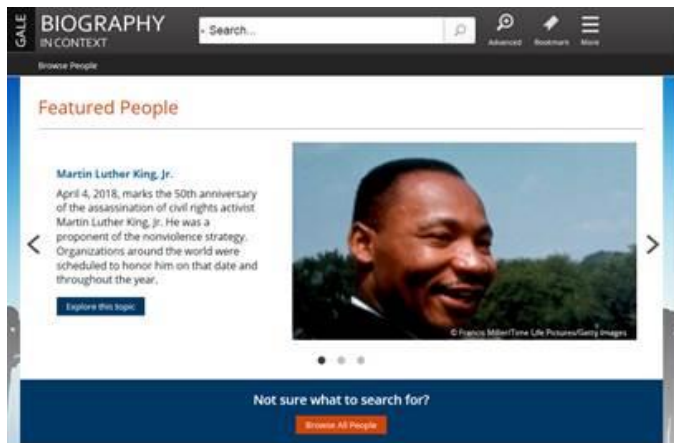 GALE
BIOGRAPHY
IN CONTEXT
Search...
Advanced
Bookmark
More
Browse People
Featured People
Martin Luther King, Jr.
April 4, 2018, marks the 50th anniversary
of the assassination of civil rights activist
Martin Luther King, Jr. He was a
proponent of the nonviolence strategy.
Organizations around the world were
scheduled to honor him on that date and
throughout the year.
Explore this topic
© Francis Miller/Time Life Pictures/Getty Images
Not sure what to search for?
Browse All People